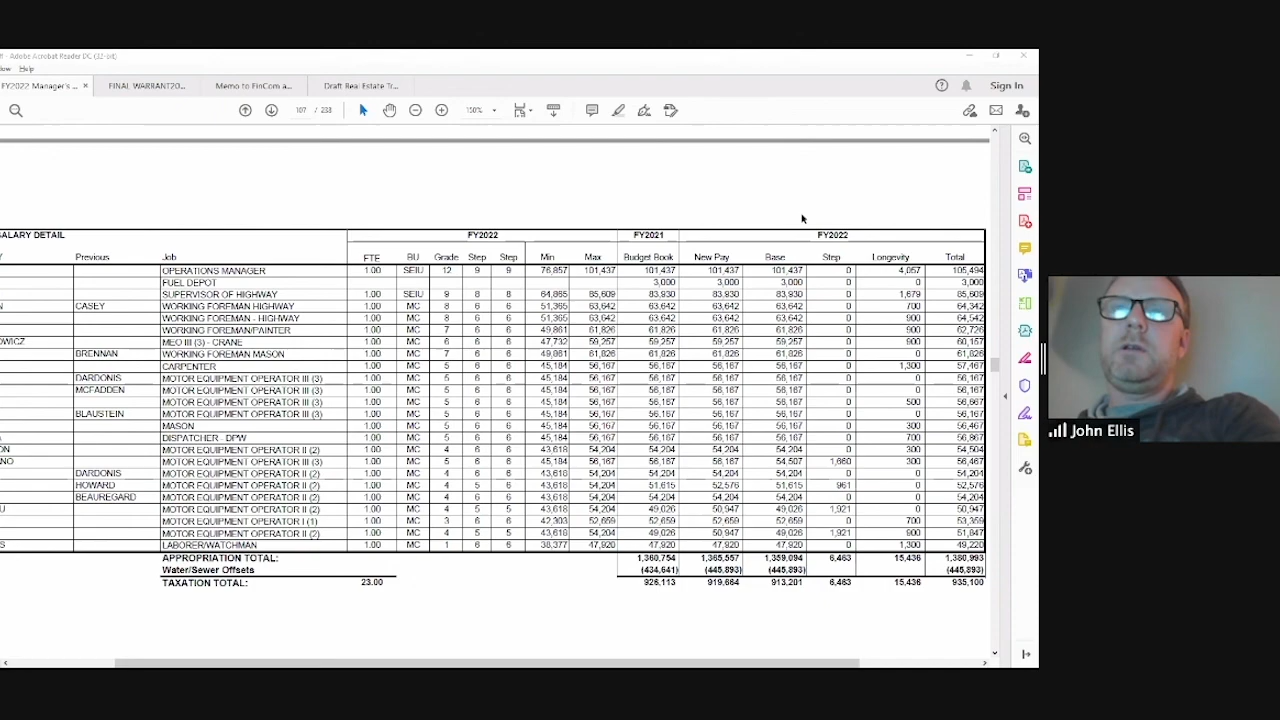 fl - Adobe Acrobat Reader DC (32-bit)
dow Help
FY2022 Manager's ... × FINAL WARRANT20... Memo to FinCom a... Draft Real Estate Tr... Sign In
107 / 233 150%
SALARY DETAIL FY2022 FY2021 FY2022
Y Previous Job FTE BU Grade Step Step Min Max Budget Book New Pay Base Step Longevity Total
OPERATIONS MANAGER 1.00 SEIU 12 9 9 76,857 101,437 101,437 101,437 101,437 0 4,057 105,494
FUEL DEPOT 3,000 3,000 3,000 0 0 3,000
SUPERVISOR OF HIGHWAY 1.00 SEIU 9 8 8 64,865 85,609 83,930 83,930 83,930 0 1,679 85,609
N CASEY WORKING FOREMAN HIGHWAY 1.00 MC 8 6 6 51,365 63,642 63,642 63,642 63,642 0 700 64,342
WORKING FOREMAN - HIGHWAY 1.00 MC 8 6 6 51,365 63,642 63,642 63,642 63,642 0 900 64,542
WORKING FOREMAN/PAINTER 1.00 MC 7 6 6 49,861 61,826 61,826 61,826 61,826 0 900 62,726
OWICZ MEO III (3) - CRANE 1.00 MC 6 6 6 47,732 59,257 59,257 59,257 59,257 0 900 60,157
BRENNAN WORKING FOREMAN MASON 1.00 MC 7 6 6 49,861 61,826 61,826 61,826 61,826 0 0 61,826
CARPENTER 1.00 MC 5 6 6 45,184 56,167 56,167 56,167 56,167 0 1,300 57,467
DARDONIS MOTOR EQUIPMENT OPERATOR III (3) 1.00 MC 5 6 6 45,184 56,167 56,167 56,167 56,167 0 0 56,167
MCFADDEN MOTOR EQUIPMENT OPERATOR III (3) 1.00 MC 5 6 6 45,184 56,167 56,167 56,167 56,167 0 0 56,167
MOTOR EQUIPMENT OPERATOR III (3) 1.00 MC 5 6 6 45,184 56,167 56,167 56,167 56,167 0 500 56,667
BLAUSTEIN MOTOR EQUIPMENT OPERATOR III (3) 1.00 MC 5 6 6 45,184 56,167 56,167 56,167 56,167 0 0 56,167
MASON 1.00 MC 5 6 6 45,184 56,167 56,167 56,167 56,167 0 300 56,467
A DISPATCHER - DPW 1.00 MC 5 6 6 45,184 56,167 56,167 56,167 56,167 0 700 56,867
ON MOTOR EQUIPMENT OPERATOR II (2) 1.00 MC 4 6 6 43,618 54,204 54,204 54,204 54,204 0 300 54,504
ANO MOTOR EQUIPMENT OPERATOR III (3) 1.00 MC 5 6 6 45,184 56,167 56,167 56,167 54,507 1,660 300 56,467
DARDONIS MOTOR EQUIPMENT OPERATOR II (2) 1.00 MC 4 6 6 43,618 54,204 54,204 54,204 54,204 0 0 54,204
HOWARD MOTOR EQUIPMENT OPERATOR II (2) 1.00 MC 4 6 6 43,618 54,204 51,615 52,576 51,615 961 0 52,576
BEAUREGARD MOTOR EQUIPMENT OPERATOR II (2) 1.00 MC 4 6 6 43,618 54,204 54,204 54,204 54,204 0 0 54,204
U MOTOR EQUIPMENT OPERATOR II (2) 1.00 MC 4 5 5 43,618 54,204 49,026 50,947 49,026 1,921 0 50,947
MOTOR EQUIPMENT OPERATOR I (1) 1.00 MC 3 6 6 42,303 52,659 52,659 52,659 52,659 0 700 53,359
MOTOR EQUIPMENT OPERATOR II (2) 1.00 MC 4 5 5 43,618 54,204 49,026 50,947 49,026 1,921 900 51,847
S LABORER/WATCHMAN 1.00 MC 1 6 6 38,377 47,920 47,920 47,920 47,920 0 1,300 49,220
APPROPRIATION TOTAL: 1,360,754 1,365,557 1,359,094 6,463 15,436 1,380,993
Water/Sewer Offsets (434,641) (445,893) (445,893) (445,893)
TAXATION TOTAL: 23.00 926,113 919,664 913,201 6,463 15,436 935,100
John Ellis